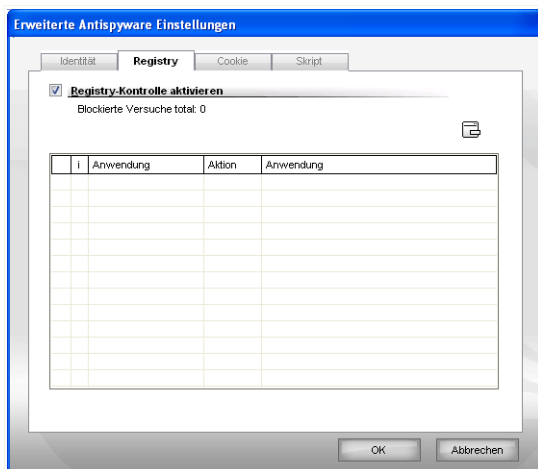 Erweiterte Antispyware Einstellungen
Identität Registry Cookie Skript
Registry-Kontrolle aktivieren
Blockierte Versuche total: 0
i Anwendung Aktion Anwendung
OK Abbrechen